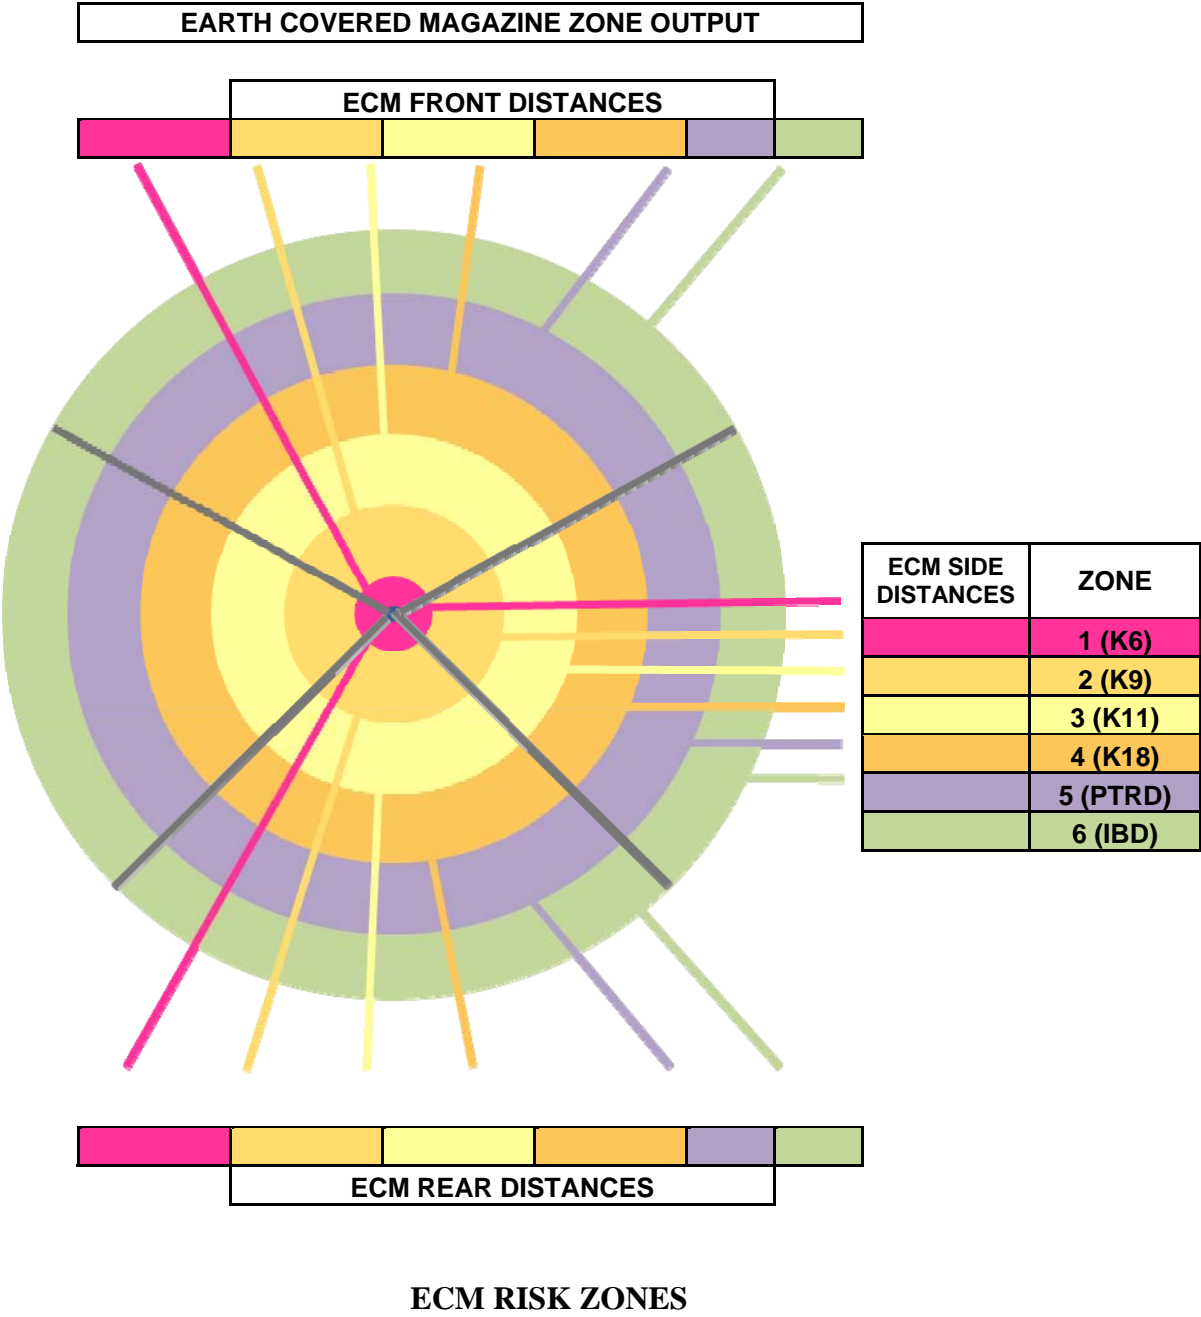 EARTH COVERED MAGAZINE ZONE OUTPUT
ECM FRONT DISTANCES
ECM SIDE
DISTANCES
ZONE
1 (K6)
2 (K9)
3 (K11)
4 (K18)
5 (PTRD)
6 (IBD)
ECM REAR DISTANCES
ECM RISK ZONES